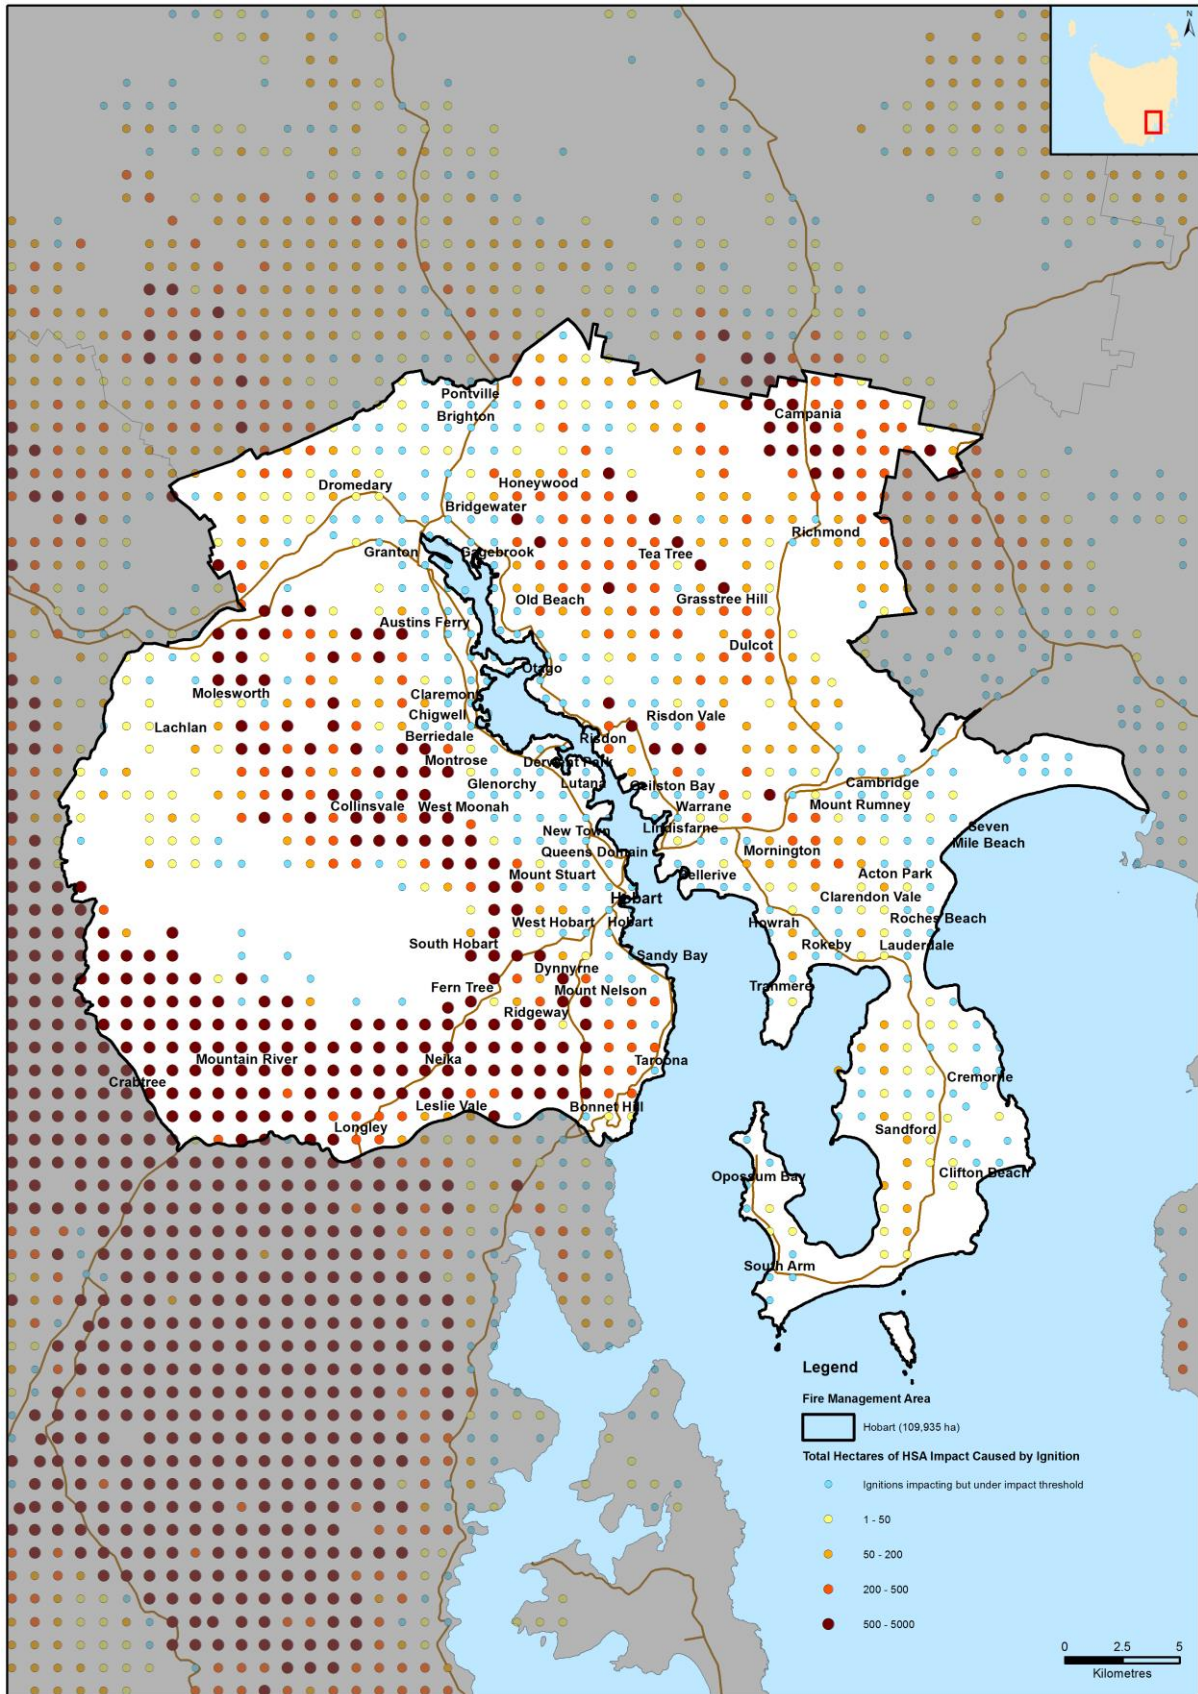 N
Pontville
Brighton
Campania
Dromedary
Honeywood
Bridgewater
Richmond
Granton
Gagebrook
Tea Tree
Old Beach
Grasstree Hill
Austins Ferry
Dulcot
Otago
Molesworth
Claremont
Lachlan
Chigwell
Risdon Vale
Berriedale
Risdon
Montrose
Derwent Park
Glenorchy
Lutana
Geilston Bay
Cambridge
Collinsvale
West Moonah
Warrane
Mount Rumney
New Town
Lindisfarne
Seven
Mile Beach
Queens Domain
Mornington
Mount Stuart
Bellerive
Acton Park
Clarendon Vale
Hobart
West Hobart
Hobart
Howrah
Roches Beach
South Hobart
Rokeby
Lauderdale
Sandy Bay
Dynnyrne
Fern Tree
Mount Nelson
Tranmere
Ridgeway
Mountain River
Neika
Taroona
Crabtree
Cremorne
Leslie Vale
Bonnet Hill
Longley
Sandford
Opossum Bay
Clifton Beach
South Arm
Legend
Fire Management Area
Hobart (109,935 ha)
Total Hectares of HSA Impact Caused by Ignition
Ignitions impacting but under impact threshold
1 - 50
50 - 200
200 - 500
500 - 5000
0 2.5 5
Kilometres